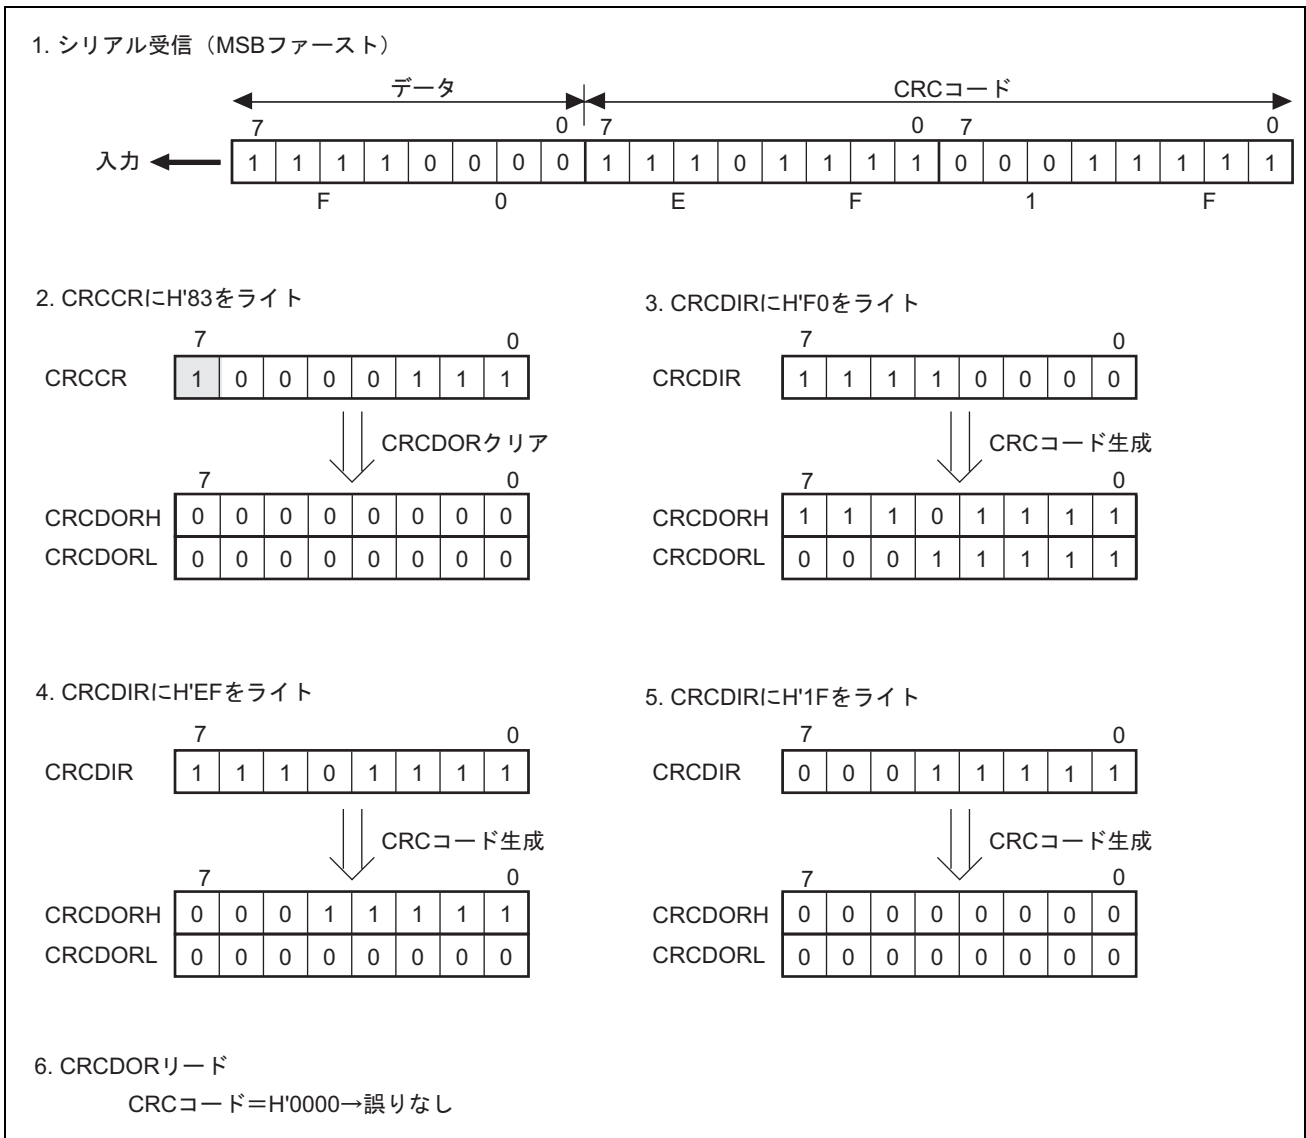 1. シリアル受信（MSBファースト）
データ CRCコード
7 0 7 0 7 0
入力 1 1 1 1 0 0 0 0 1 1 1 0 1 1 1 1 0 0 0 1 1 1 1 1
F 0 E F 1 F
2. CRCCRにH'83をライト
7 0
CRCCR 1 0 0 0 0 1 1 1
CRCDORクリア
7 0
CRCDORH 0 0 0 0 0 0 0 0
CRCDORL 0 0 0 0 0 0 0 0
3. CRCDIRにH'F0をライト
7 0
CRCDIR 1 1 1 1 0 0 0 0
CRCコード生成
7 0
CRCDORH 1 1 1 0 1 1 1 1
CRCDORL 0 0 0 1 1 1 1 1
4. CRCDIRにH'EFをライト
7 0
CRCDIR 1 1 1 0 1 1 1 1
CRCコード生成
7 0
CRCDORH 0 0 0 1 1 1 1 1
CRCDORL 0 0 0 0 0 0 0 0
5. CRCDIRにH'1Fをライト
7 0
CRCDIR 0 0 0 1 1 1 1 1
CRCコード生成
7 0
CRCDORH 0 0 0 0 0 0 0 0
CRCDORL 0 0 0 0 0 0 0 0
6. CRCDORリード
CRCコード＝H'0000→誤りなし